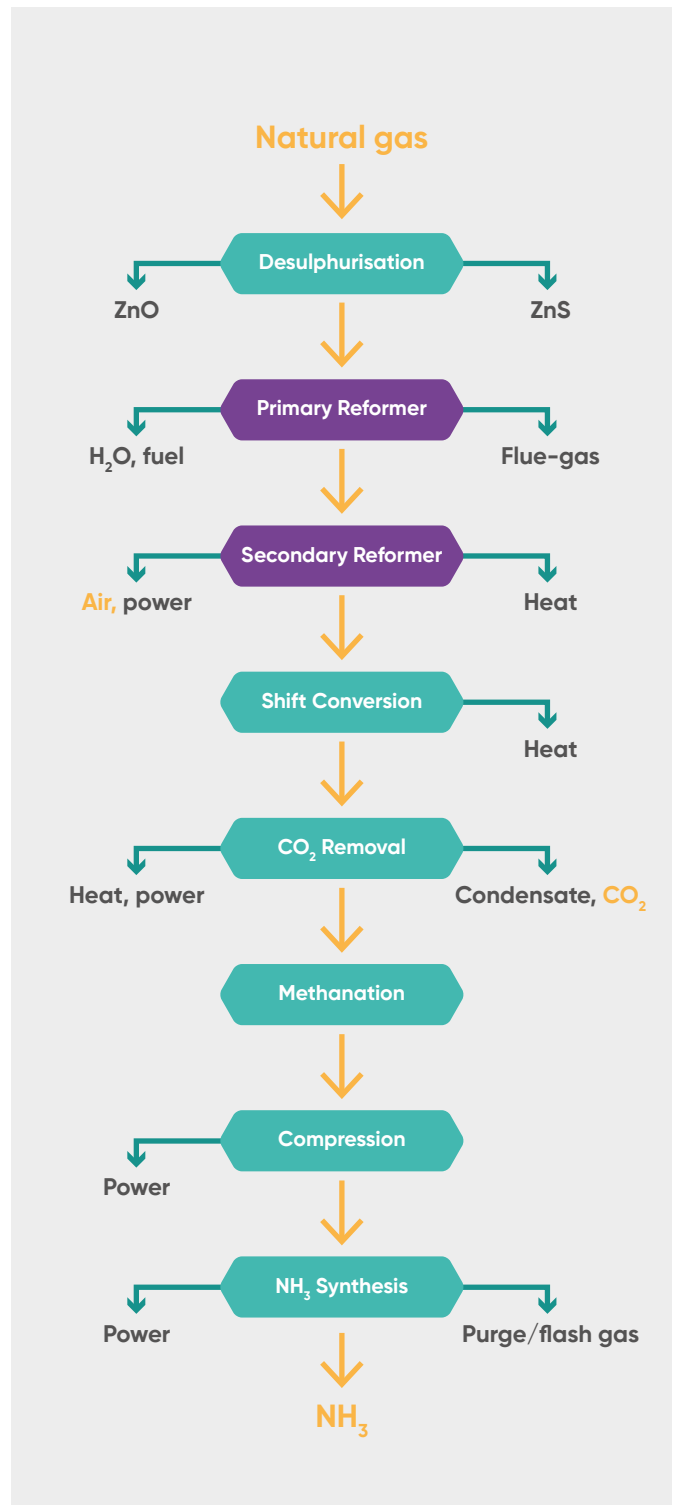 Natural gas
Desulphurisation
ZnO
ZnS
Primary Reformer
H₂O, fuel
Flue-gas
Secondary Reformer
Air, power
Heat
Shift Conversion
Heat
CO₂ Removal
Heat, power
Condensate, CO₂
Methanation
Compression
Power
NH₃ Synthesis
Power
Purge/flash gas
NH₃